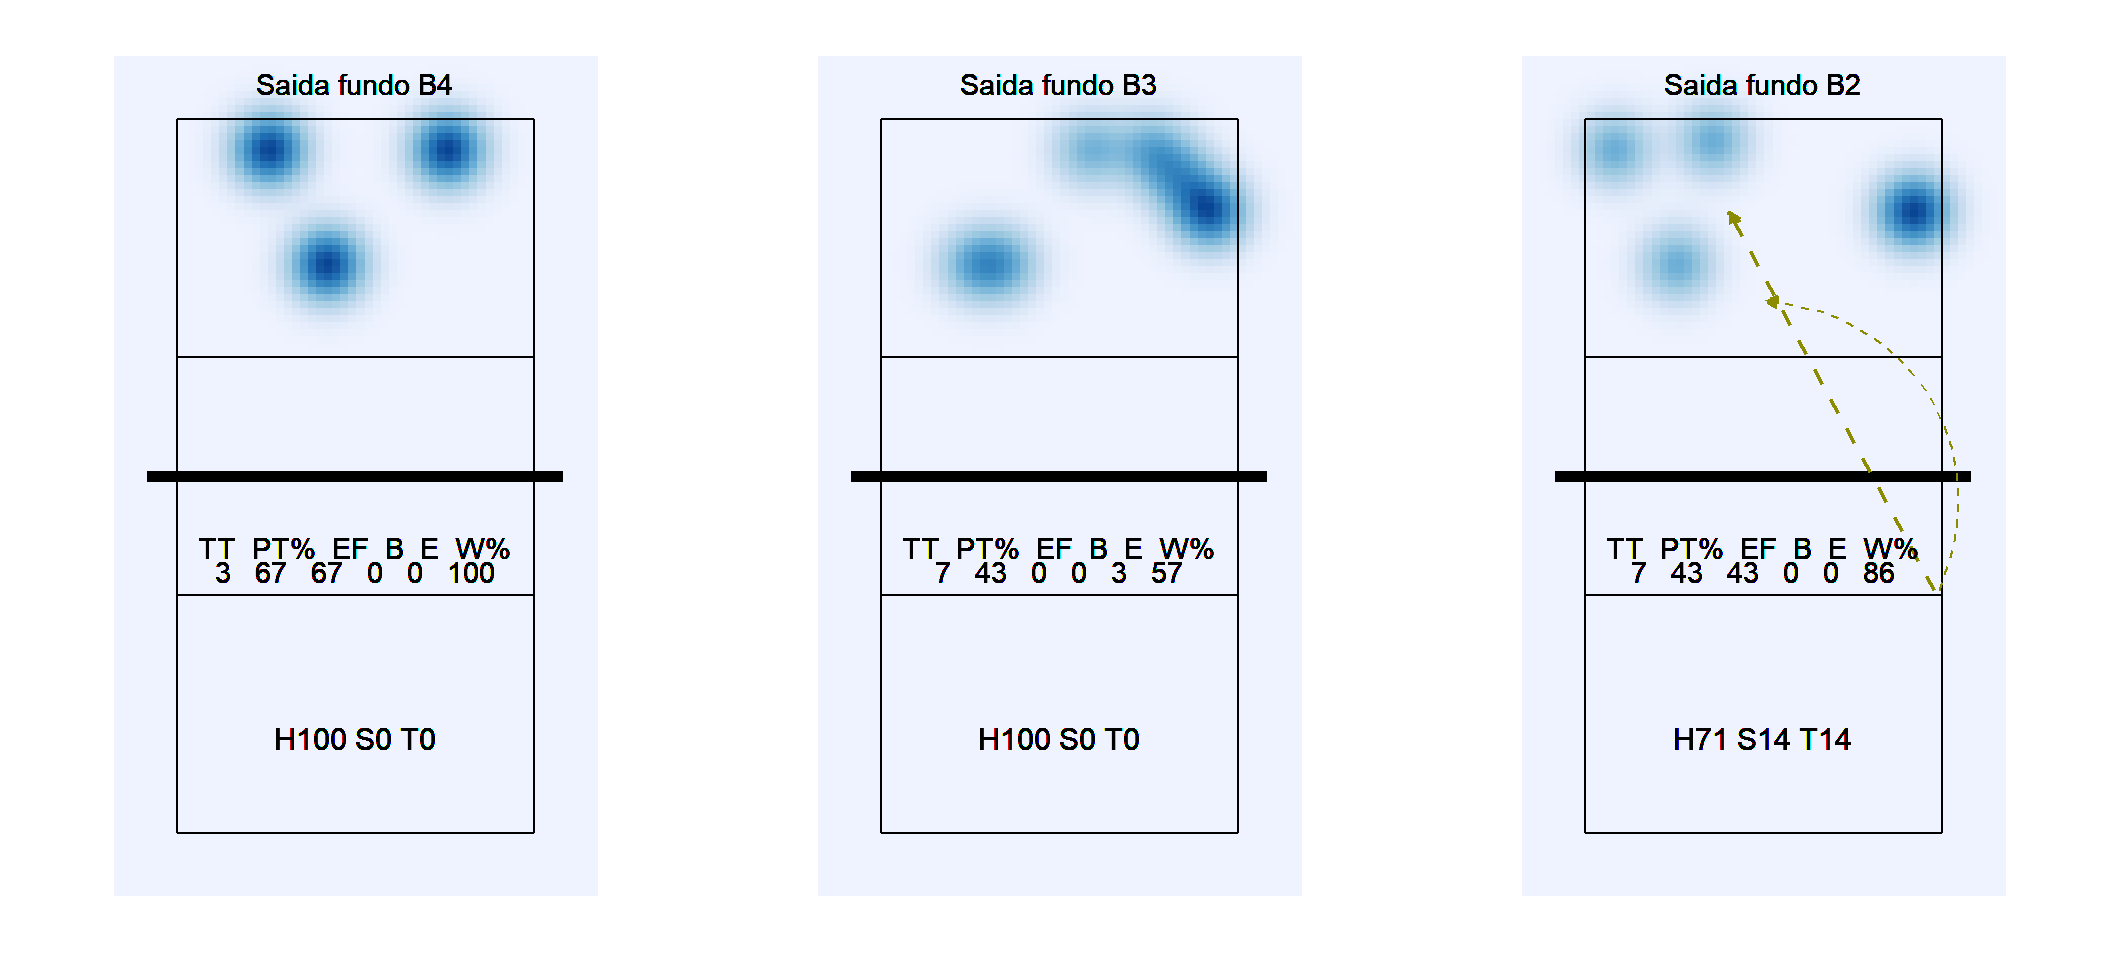 Saida fundo B4
TT PT% EF B E W%
3 67 67 0 0 100
H100 S0 T0
Saida fundo B3
TT PT% EF B E W%
7 43 0 0 3 57
H100 S0 T0
Saida fundo B2
TT PT% EF B E W%
7 43 43 0 0 86
H71 S14 T14